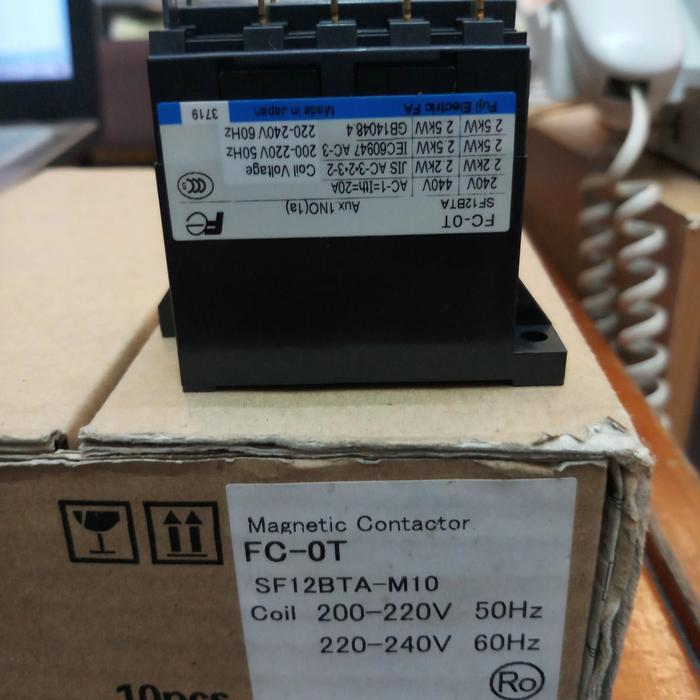 FC-0T
SF12BTA
Aux.1NO(1a)
240V 440V AC-1=Ith=20A
2.2kW 2.2kW JIS AC-3-2•3-2
2.5kW 2.5kW IEC60947 AC-3
2.5kW 2.5kW GB14048.4
Coil Voltage
200-220V 50Hz
220-240V 60Hz
Fuji Electric FA Made in Japan 3719
Magnetic Contactor
FC-0T
SF12BTA-M10
Coil 200-220V 50Hz
220-240V 60Hz
Ro
10pcs